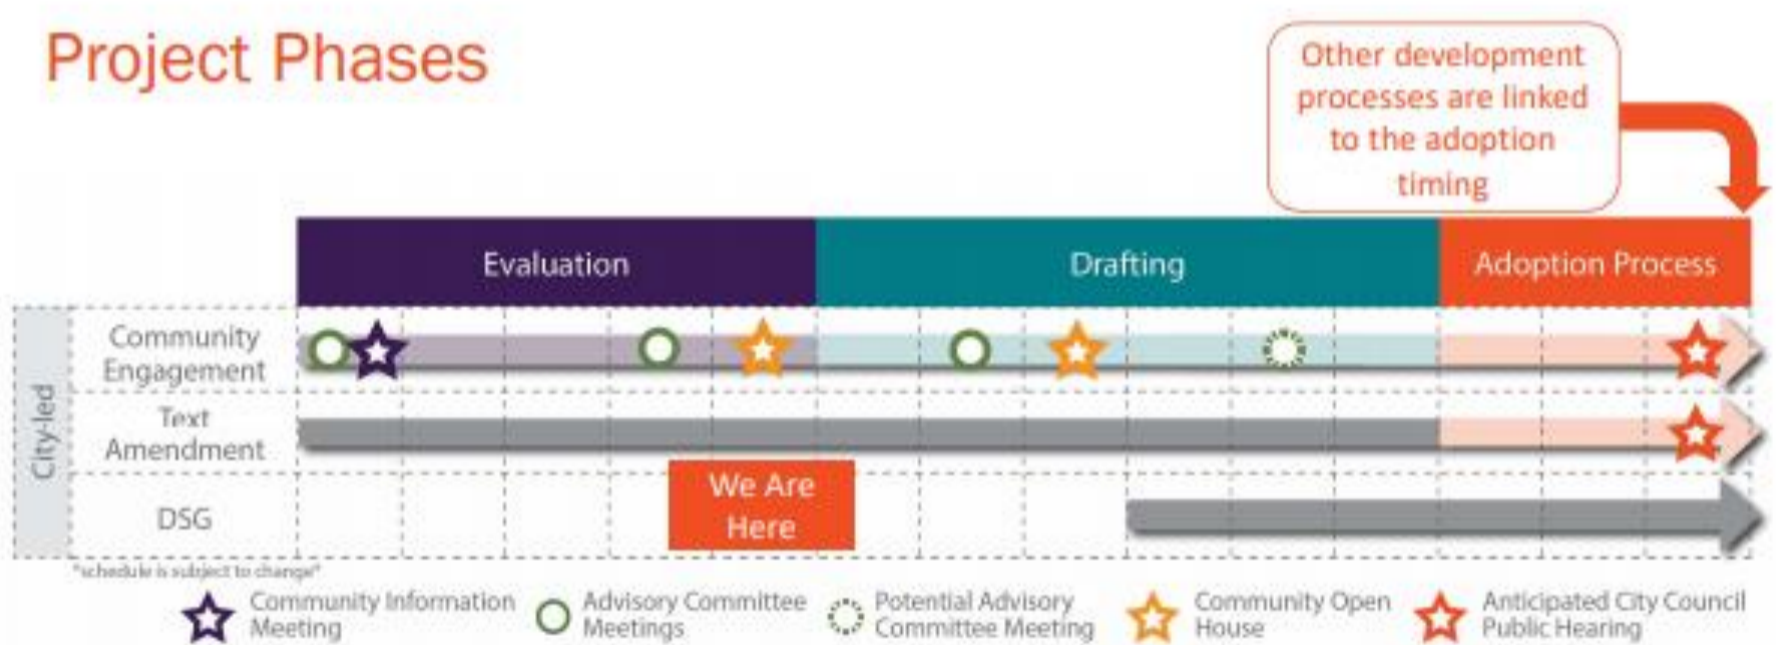 Project Phases
Other development
processes are linked
to the adoption
timing
Evaluation
Drafting
Adoption Process
City-led
Community
Engagement
Text
Amendment
We Are
Here
DSG
*schedule is subject to change*
Community Information
Meeting
Advisory Committee
Meetings
Potential Advisory
Committee Meeting
Community Open
House
Anticipated City Council
Public Hearing